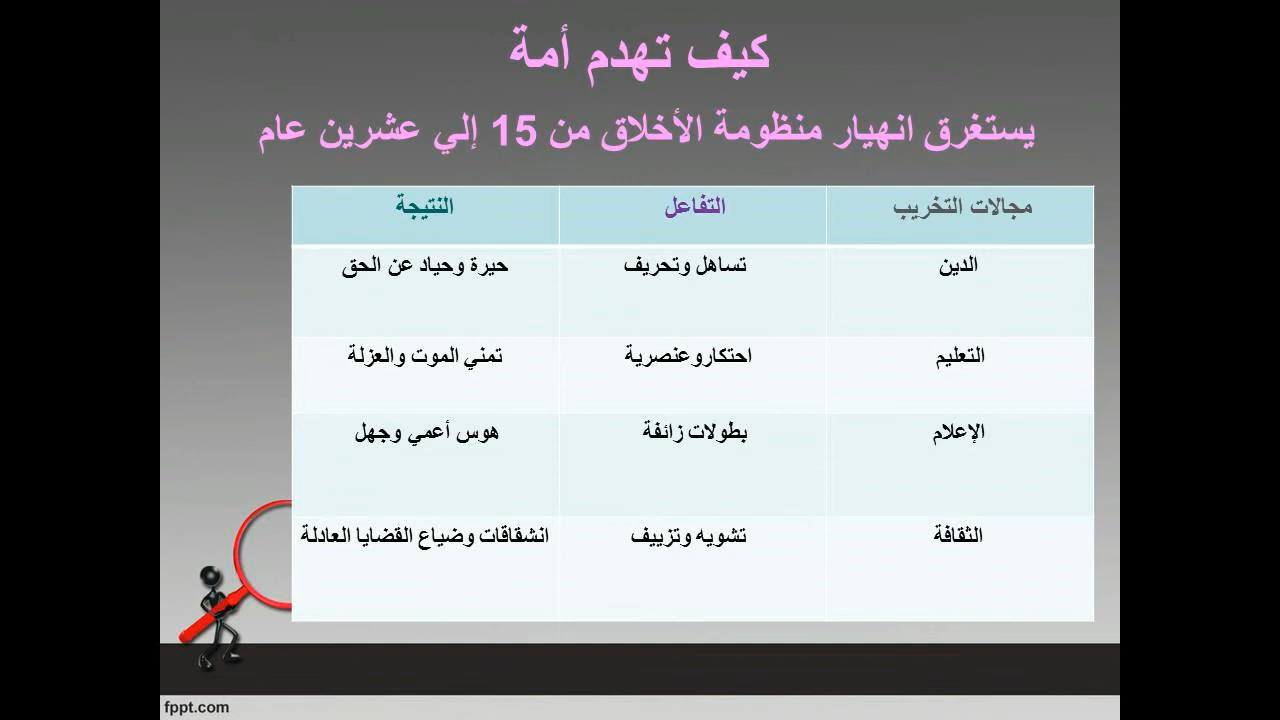 كيف تهدم أمة
يستغرق انهيار منظومة الأخلاق من 15 إلي عشرين عام
مجالات التخريب التفاعل النتيجة
الدين تساهل وتحريف حيرة وحياد عن الحق
التعليم احتكاروعنصرية تمني الموت والعزلة
الإعلام بطولات زائفة هوس أعمي وجهل
الثقافة تشويه وتزييف انشقاقات وضياع القضايا العادلة
fppt.com